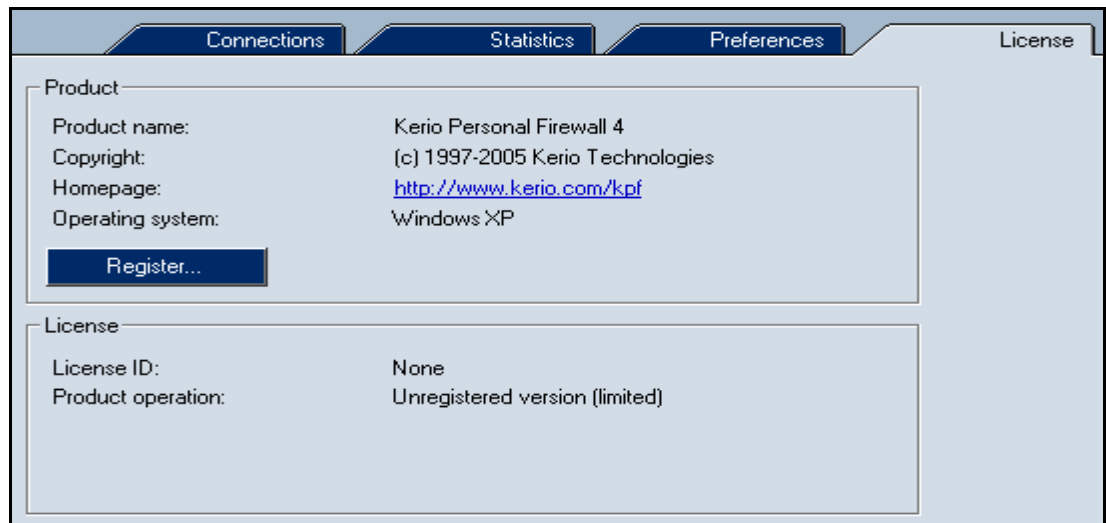 Connections Statistics Preferences License
Product
Product name: Kerio Personal Firewall 4
Copyright: (c) 1997-2005 Kerio Technologies
Homepage: http://www.kerio.com/kpf
Operating system: Windows XP
Register...
License
License ID: None
Product operation: Unregistered version (limited)